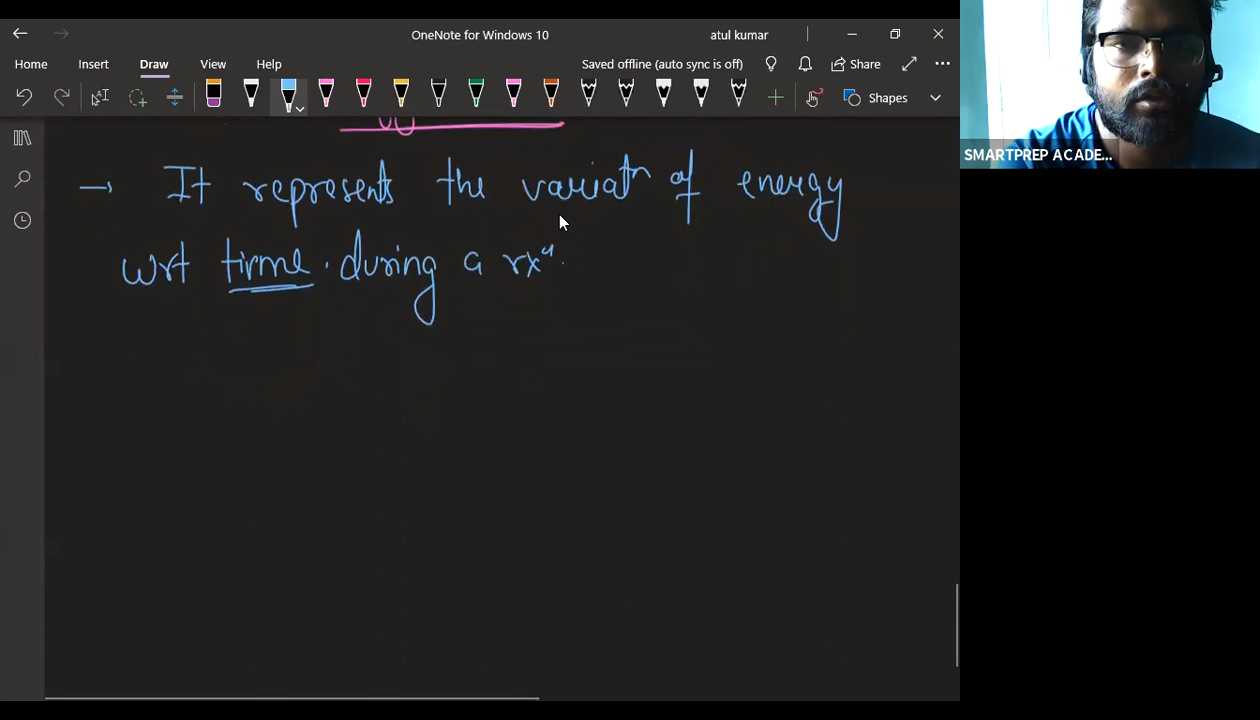 OneNote for Windows 10
atul kumar
Home Insert Draw View Help
Saved offline (auto sync is off)
Share
Shapes
SMARTPREP ACADE...
→ It represents the variatn of energy
wrt time. during a rxn.